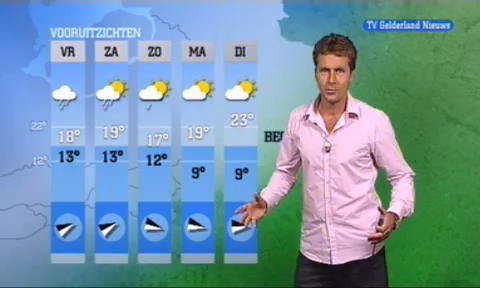 VOORUITZICHTEN
TV Gelderland Nieuws
VR ZA ZO MA DI
22°
18° 19° 17° 19° 23°
BE
12°
13° 13° 12° 9° 9°